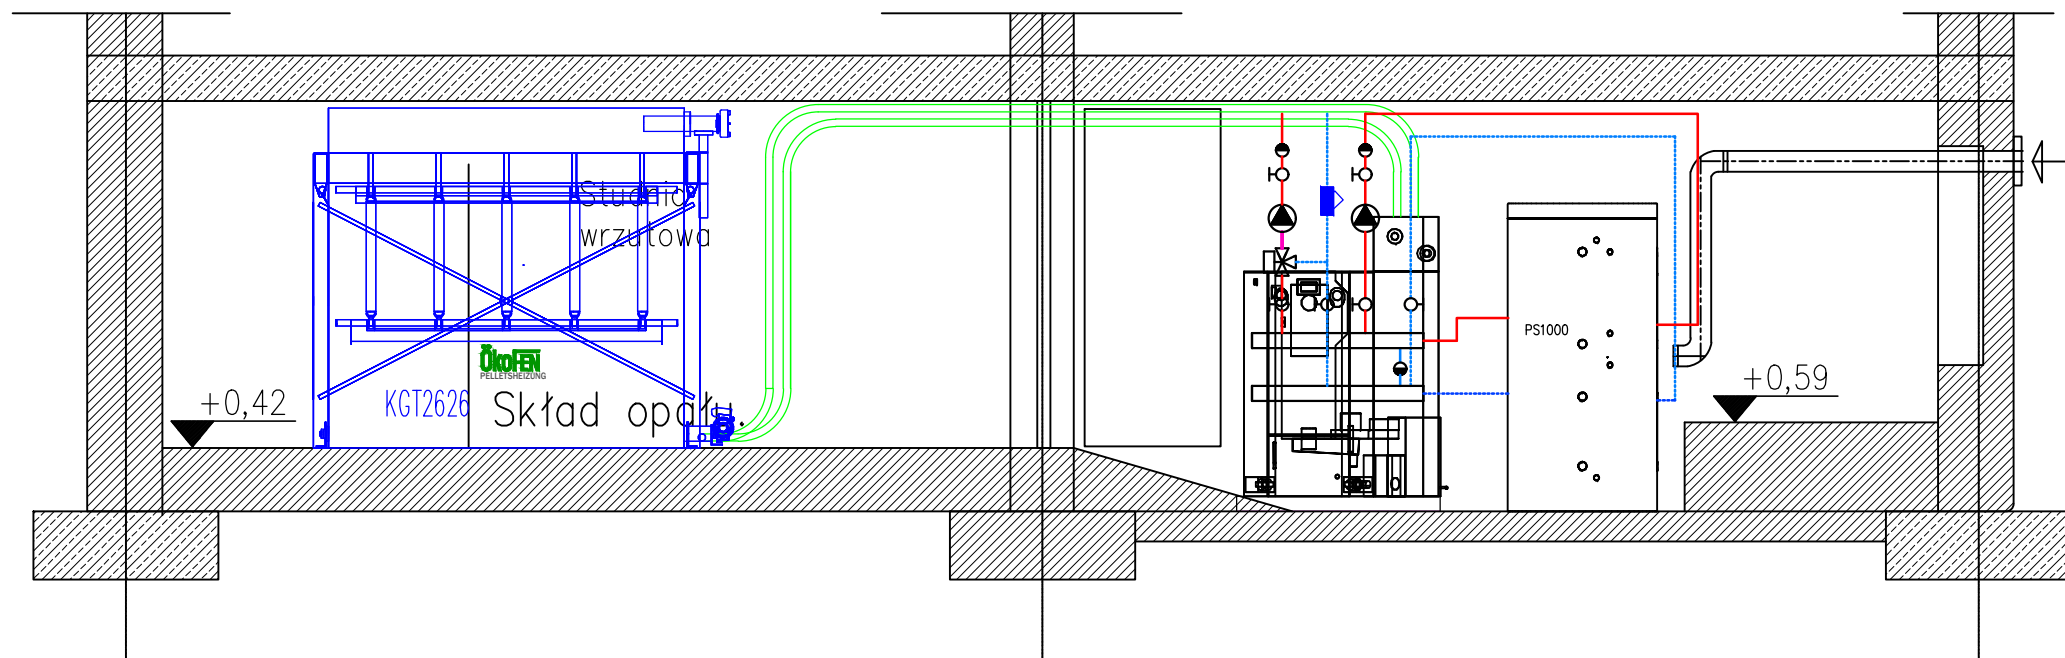 Studnia
wrzutowa
PS1000
ÖkoFEN
PELLETSHEIZUNG
+0,42
KGT2626
Skład opału.
+0,59